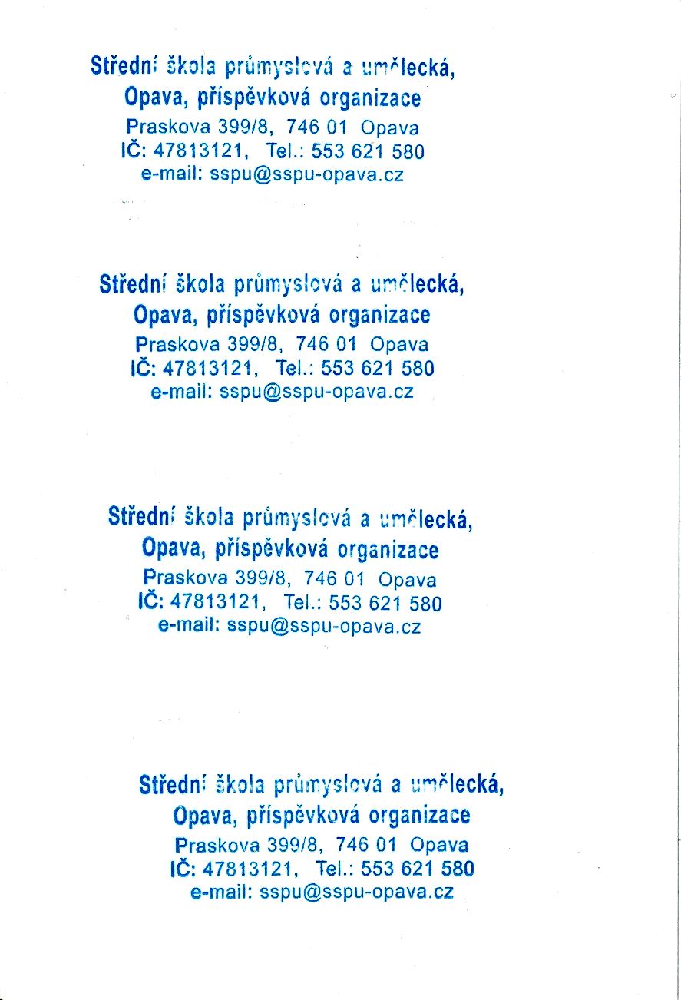 Střední škola průmyslová a umělecká,
Opava, příspěvková organizace
Praskova 399/8, 746 01 Opava
IČ: 47813121, Tel.: 553 621 580
e-mail: sspu@sspu-opava.cz
Střední škola průmyslová a umělecká,
Opava, příspěvková organizace
Praskova 399/8, 746 01 Opava
IČ: 47813121, Tel.: 553 621 580
e-mail: sspu@sspu-opava.cz
Střední škola průmyslová a umělecká,
Opava, příspěvková organizace
Praskova 399/8, 746 01 Opava
IČ: 47813121, Tel.: 553 621 580
e-mail: sspu@sspu-opava.cz
Střední škola průmyslová a umělecká,
Opava, příspěvková organizace
Praskova 399/8, 746 01 Opava
IČ: 47813121, Tel.: 553 621 580
e-mail: sspu@sspu-opava.cz